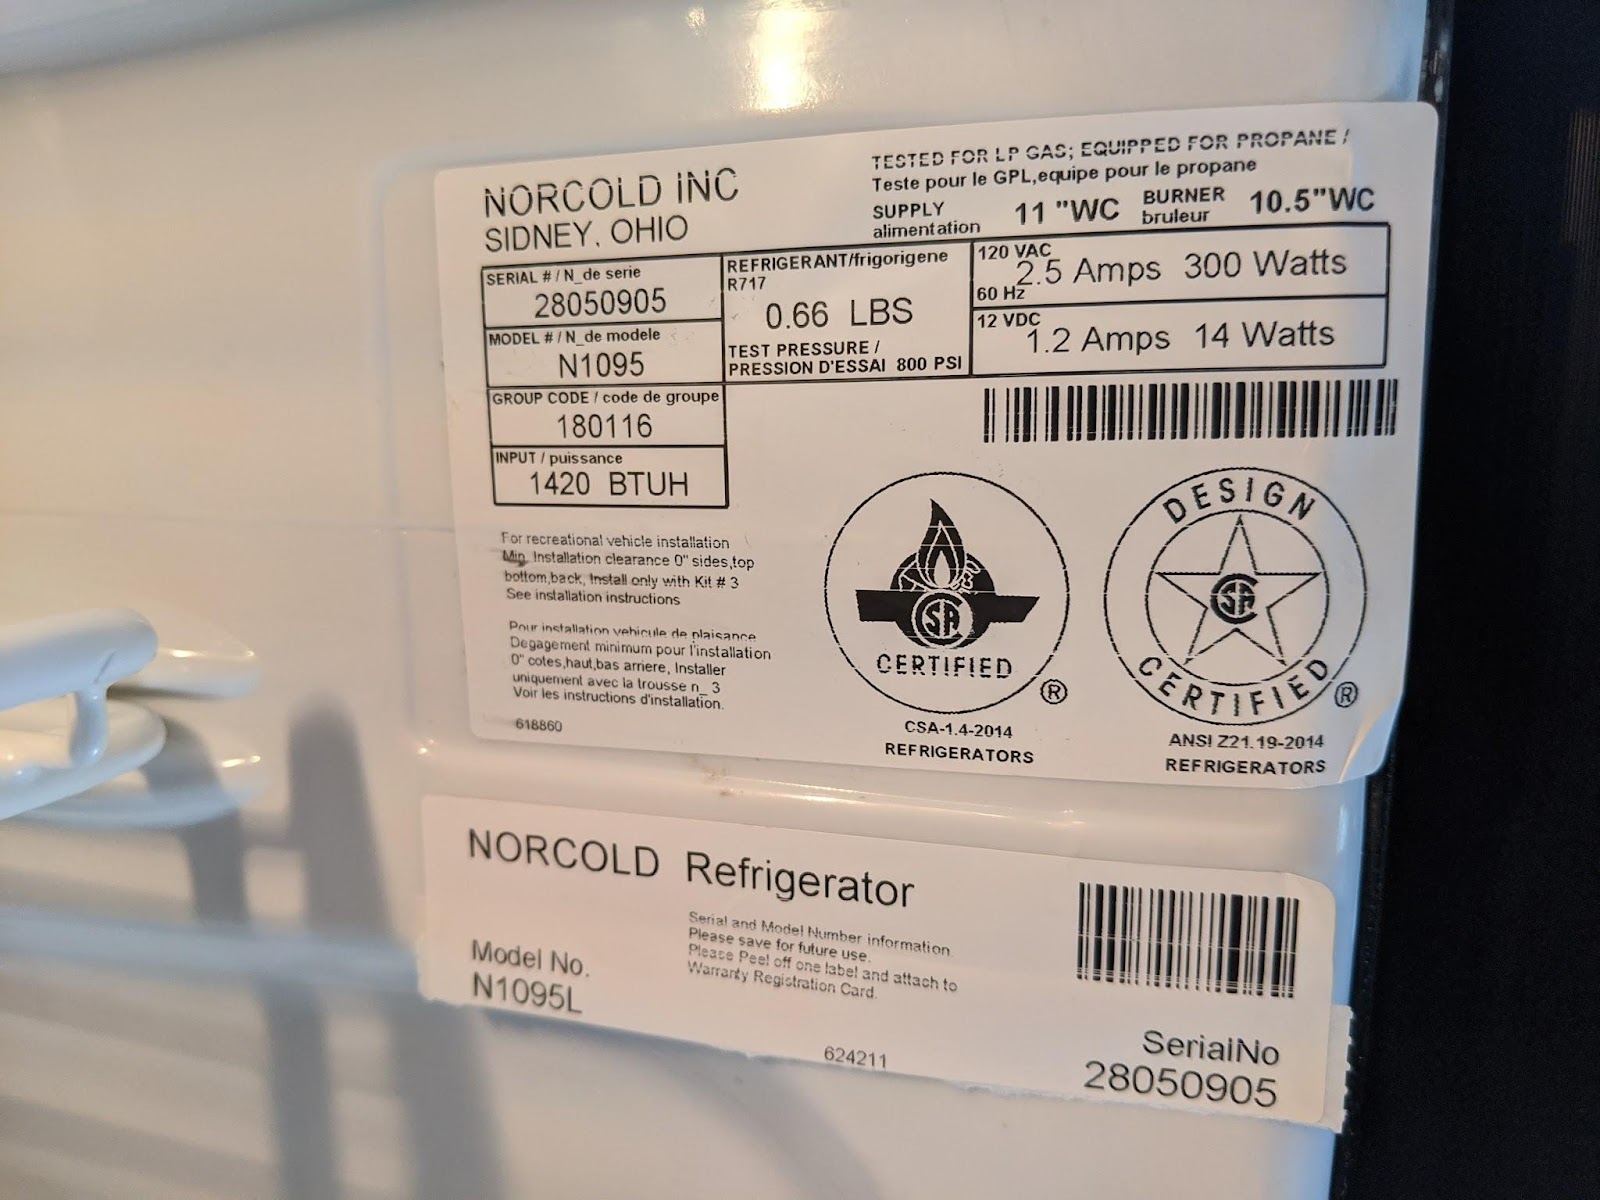 NORCOLD INC
SIDNEY, OHIO
TESTED FOR LP GAS; EQUIPPED FOR PROPANE /
Teste pour le GPL,equipe pour le propane
SUPPLY
alimentation
11 "WC
BURNER
bruleur
10.5"WC
SERIAL # / N_de serie
28050905
MODEL # / N_de modele
N1095
GROUP CODE / code de groupe
180116
INPUT / puissance
1420 BTUH
REFRIGERANT/frigorigene
R717
0.66 LBS
TEST PRESSURE /
PRESSION D'ESSAI 800 PSI
120 VAC
2.5 Amps 300 Watts
60 Hz
12 VDC
1.2 Amps 14 Watts
For recreational vehicle installation
Min. Installation clearance 0" sides,top
bottom,back, Install only with Kit # 3
See installation instructions
Pour installation vehicule de plaisance
Degagement minimum pour l'installation
0" cotes,haut,bas arriere, Installer
uniquement avec la trousse n_ 3
Voir les instructions d'installation.
618860
SA
CERTIFIED
®
CSA-1.4-2014
REFRIGERATORS
DESIGN
SA
CERTIFIED
®
ANSI Z21.19-2014
REFRIGERATORS
NORCOLD Refrigerator
Serial and Model Number information.
Please save for future use.
Please Peel off one label and attach to
Warranty Registration Card.
Model No.
N1095L
624211
SerialNo
28050905